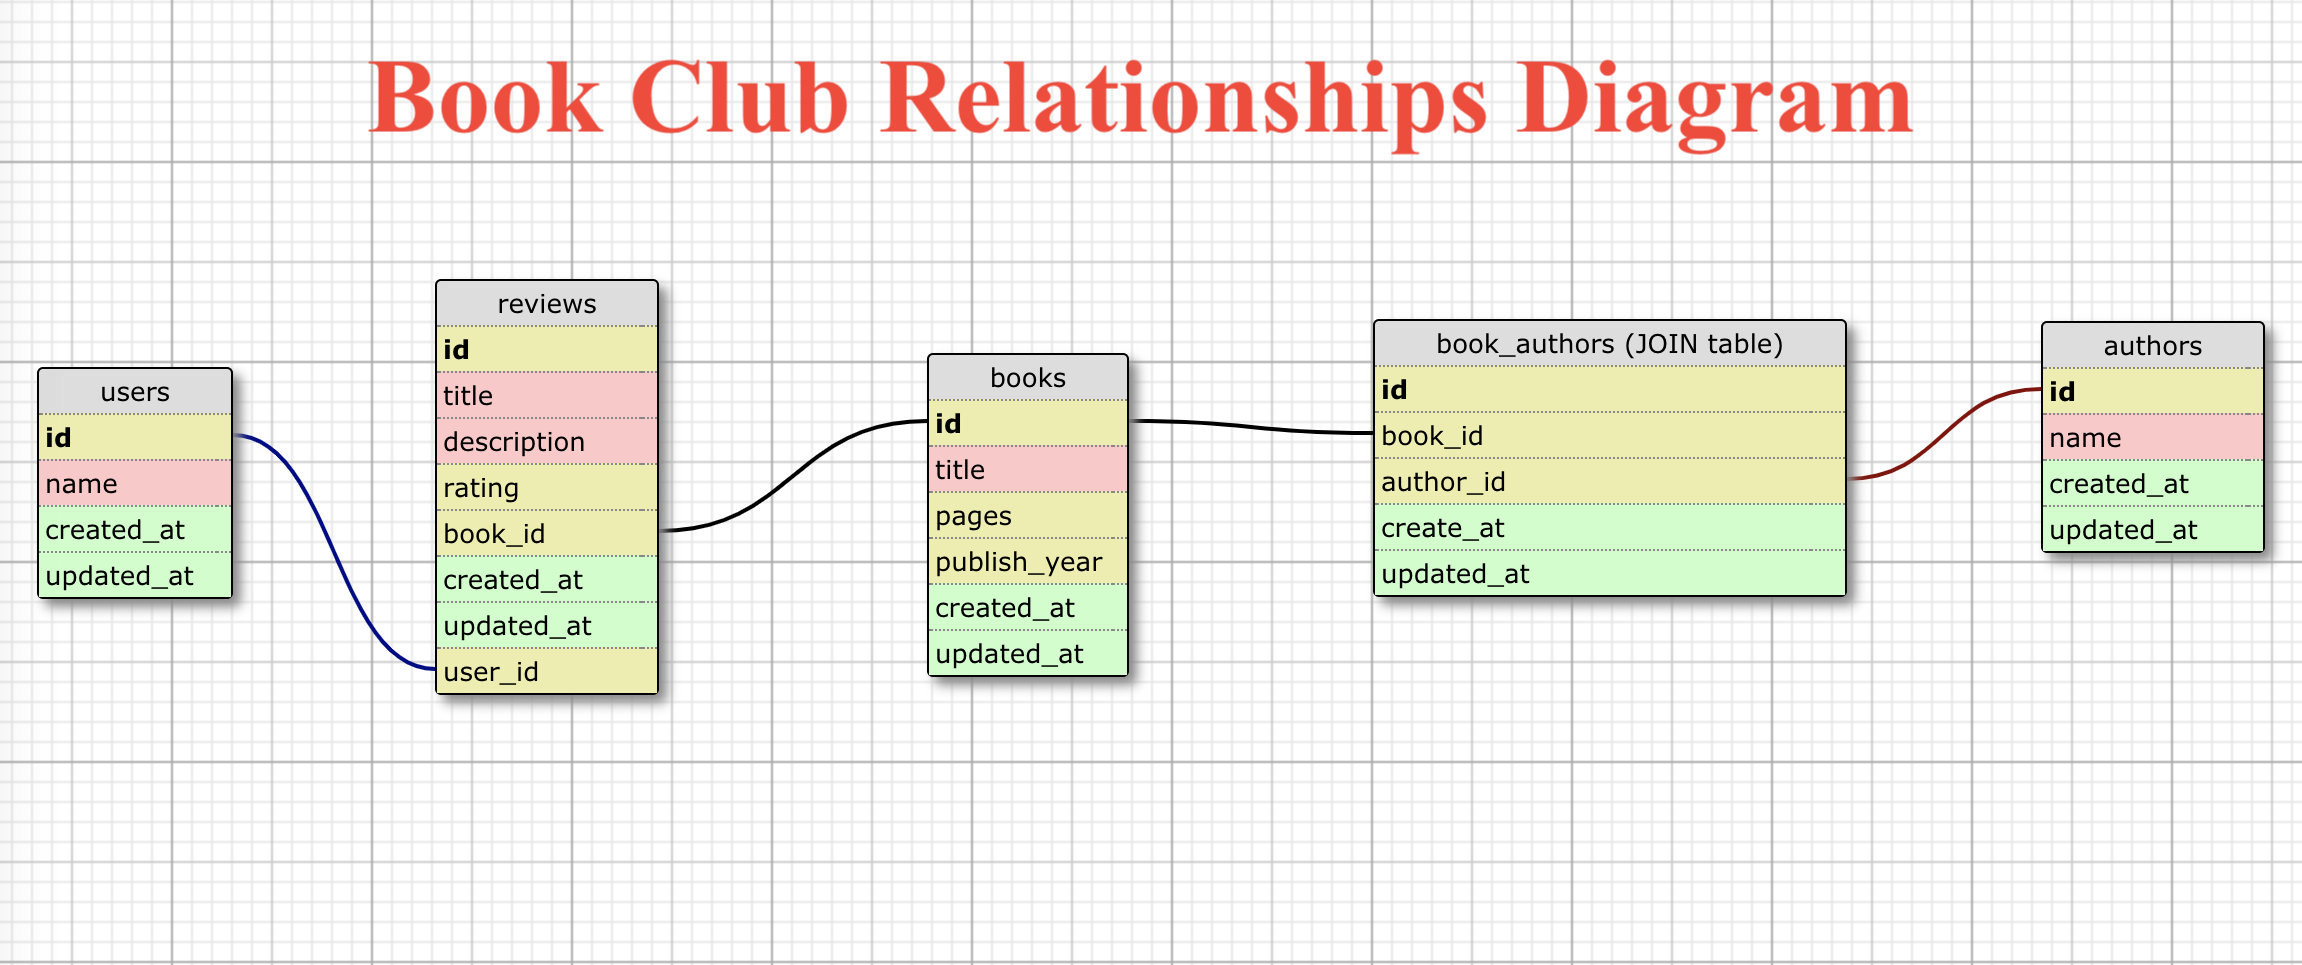 Book Club Relationships Diagram
users
id
name
created_at
updated_at
reviews
id
title
description
rating
book_id
created_at
updated_at
user_id
books
id
title
pages
publish_year
created_at
updated_at
book_authors (JOIN table)
id
book_id
author_id
create_at
updated_at
authors
id
name
created_at
updated_at